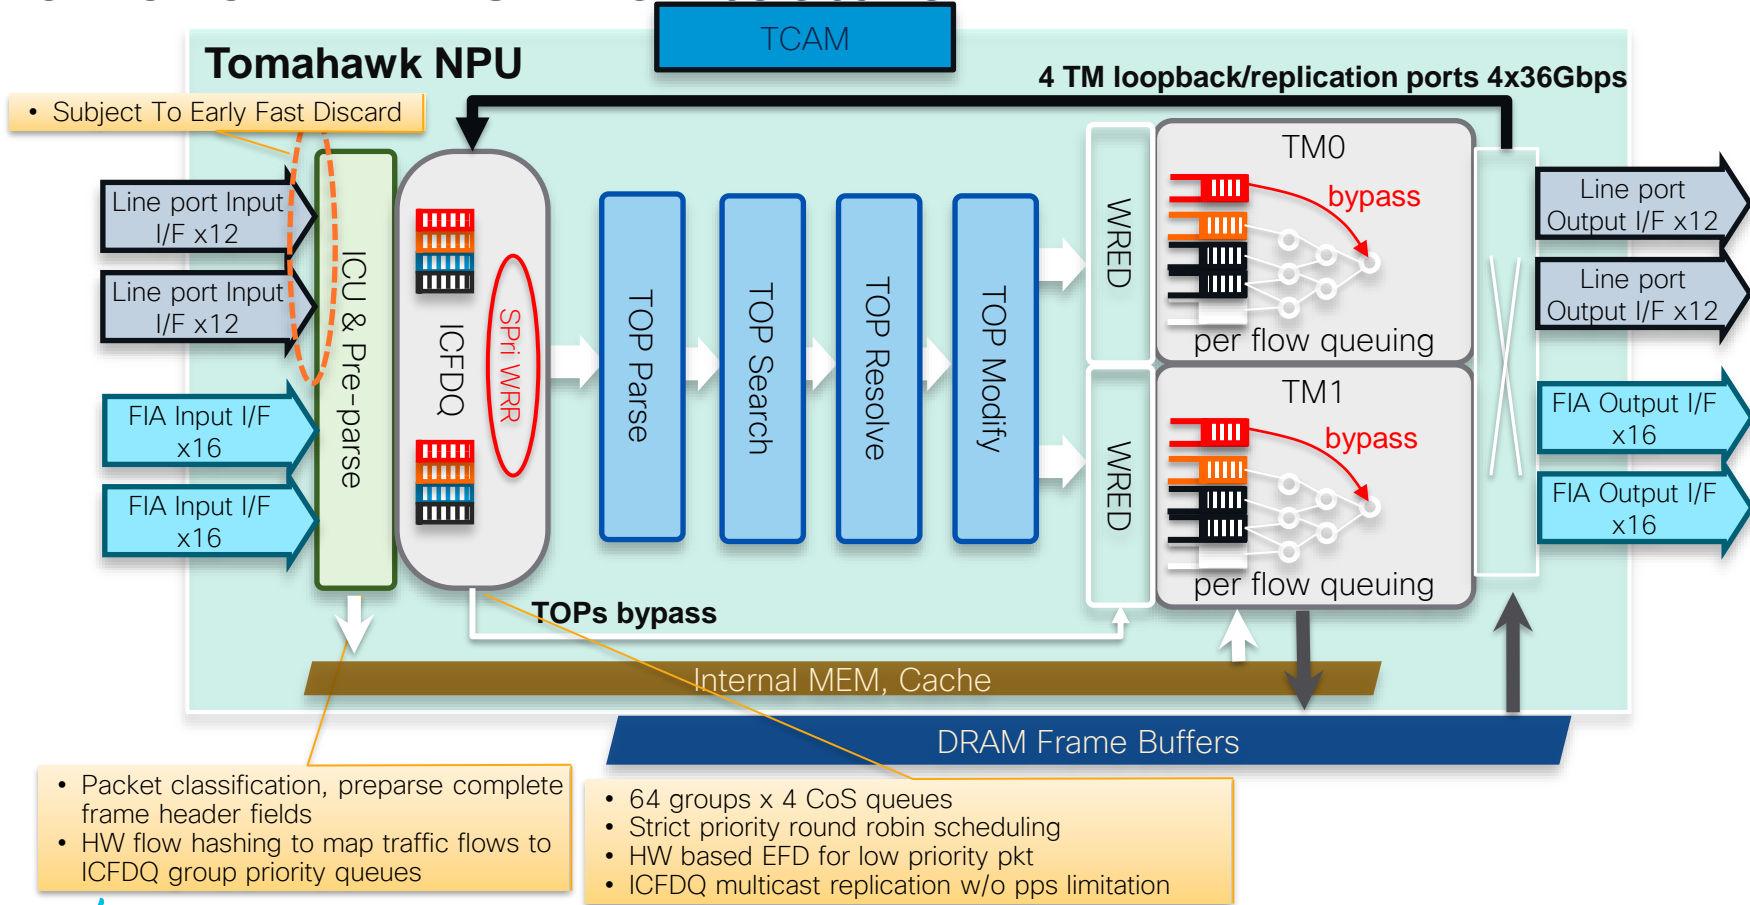 TCAM
Tomahawk NPU
4 TM loopback/replication ports 4x36Gbps
• Subject To Early Fast Discard
Line port Input
I/F x12
Line port Input
I/F x12
FIA Input I/F
x16
FIA Input I/F
x16
ICU & Pre-parse
ICFDQ
SPri WRR
TOP Parse
TOP Search
TOP Resolve
TOP Modify
WRED
WRED
TM0
bypass
per flow queuing
TM1
bypass
per flow queuing
Line port
Output I/F x12
Line port
Output I/F x12
FIA Output I/F
x16
FIA Output I/F
x16
TOPs bypass
Internal MEM, Cache
DRAM Frame Buffers
• Packet classification, preparse complete
frame header fields
• HW flow hashing to map traffic flows to
ICFDQ group priority queues
• 64 groups x 4 CoS queues
• Strict priority round robin scheduling
• HW based EFD for low priority pkt
• ICFDQ multicast replication w/o pps limitation